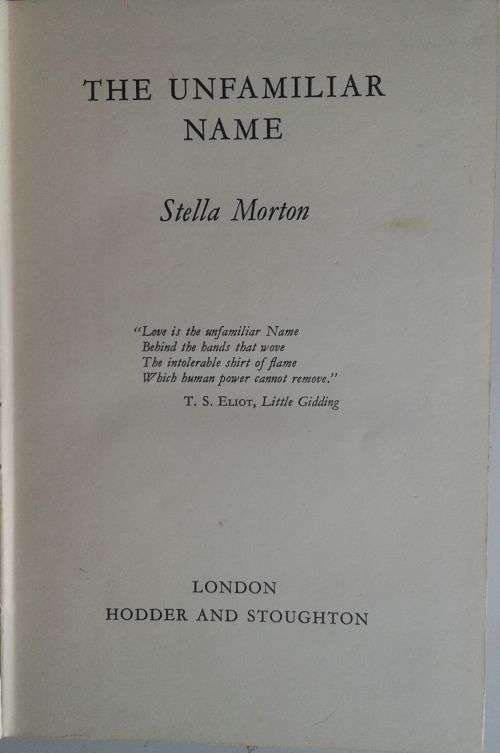 THE UNFAMILIAR
NAME
Stella Morton
"Love is the unfamiliar Name
Behind the hands that wove
The intolerable shirt of flame
Which human power cannot remove."
T. S. ELIOT, Little Gidding
LONDON
HODDER AND STOUGHTON